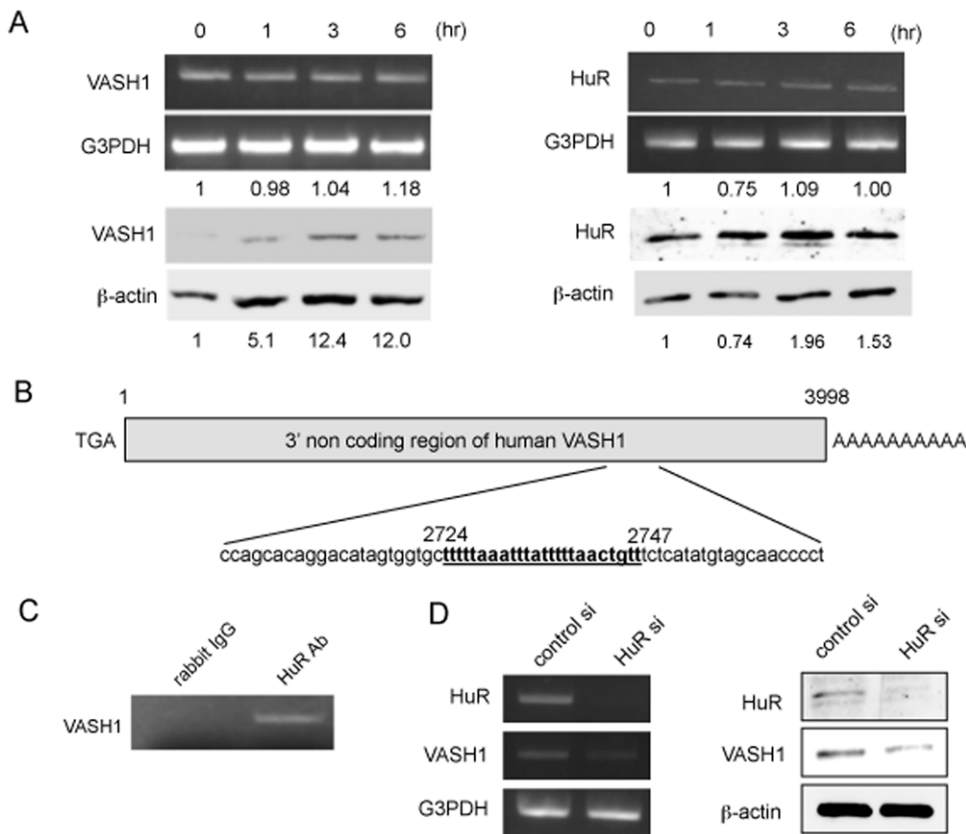 A
0 1 3 6 (hr)
VASH1
G3PDH
1 0.98 1.04 1.18
VASH1
β-actin
1 5.1 12.4 12.0
0 1 3 6 (hr)
HuR
G3PDH
1 0.75 1.09 1.00
HuR
β-actin
1 0.74 1.96 1.53
B
1 3998
TGA 3' non coding region of human VASH1 AAAAAAAAAA
2724 2747
ccagcacaggacatagtggtgctttttttaaatttatttttaactgtttctcatatgtagcaacccct
C
rabbit IgG HuR Ab
VASH1
D
control si HuR si
HuR
VASH1
G3PDH
control si HuR si
HuR
VASH1
β-actin